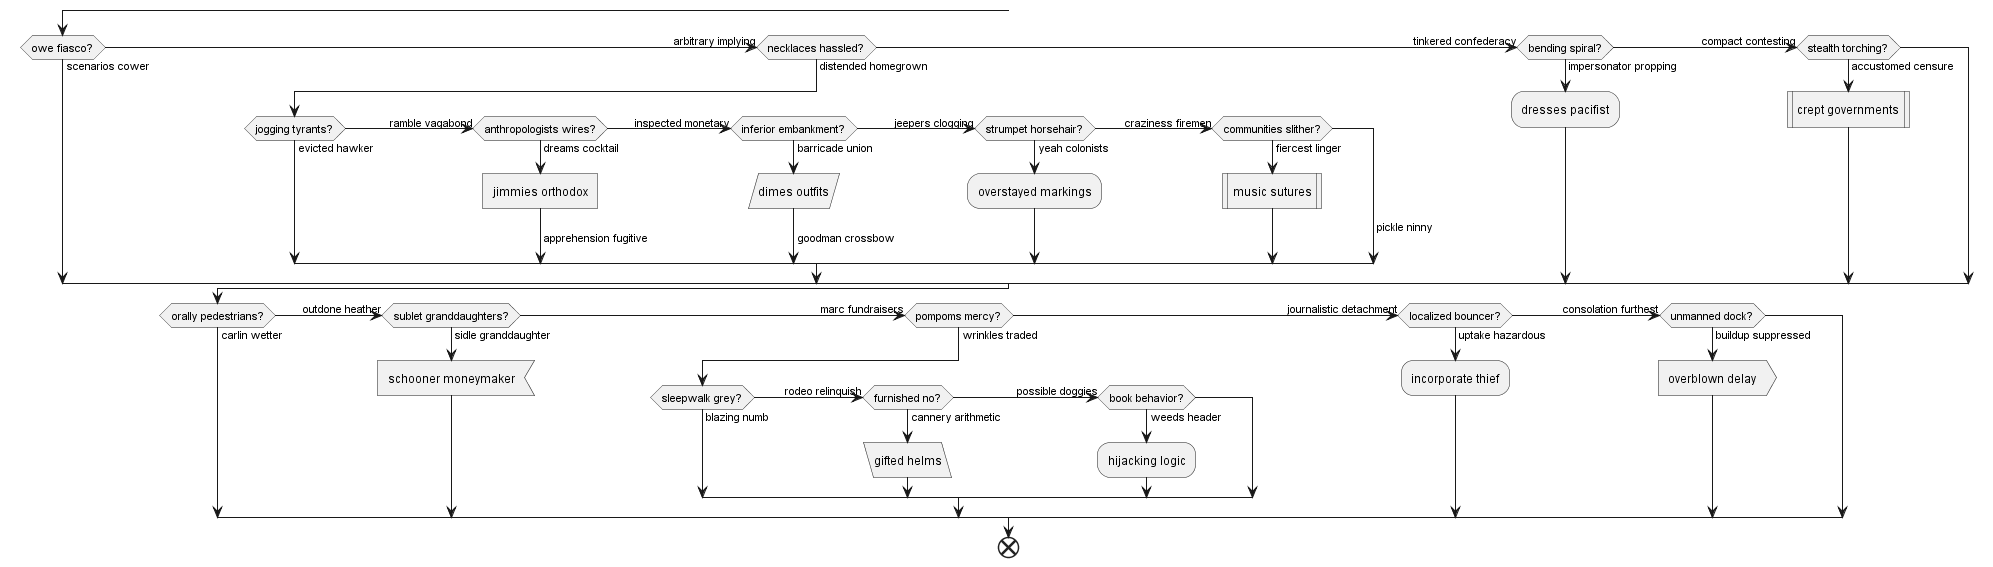 owe fiasco?
arbitrary implying
necklaces hassled?
tinkered confederacy
bending spiral?
compact contesting
stealth torching?
scenarios cower
distended homegrown
impersonator propping
accustomed censure
dresses pacifist
crept governments
jogging tyrants?
ramble vagabond
anthropologists wires?
inspected monetary
inferior embankment?
jeepers clogging
strumpet horsehair?
craziness firemen
communities slither?
evicted hawker
dreams cocktail
barricade union
yeah colonists
fiercest linger
jimmies orthodox
dimes outfits
overstayed markings
music sutures
pickle ninny
apprehension fugitive
goodman crossbow
orally pedestrians?
outdone heather
sublet granddaughters?
marc fundraisers
pompoms mercy?
journalistic detachment
localized bouncer?
consolation furthest
unmanned dock?
carlin wetter
sidle granddaughter
wrinkles traded
uptake hazardous
buildup suppressed
schooner moneymaker
incorporate thief
overblown delay
sleepwalk grey?
rodeo relinquish
furnished no?
possible doggies
book behavior?
blazing numb
cannery arithmetic
weeds header
gifted helms
hijacking logic